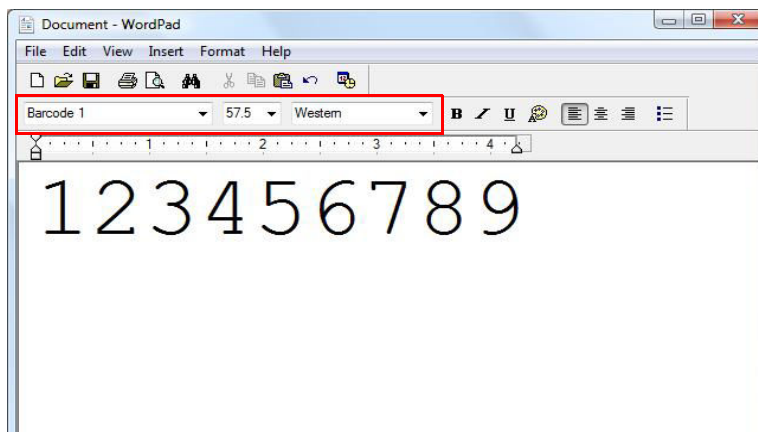 Document - WordPad
File Edit View Insert Format Help
Barcode 1 57.5 Western B / U
1 2 3 4
123456789